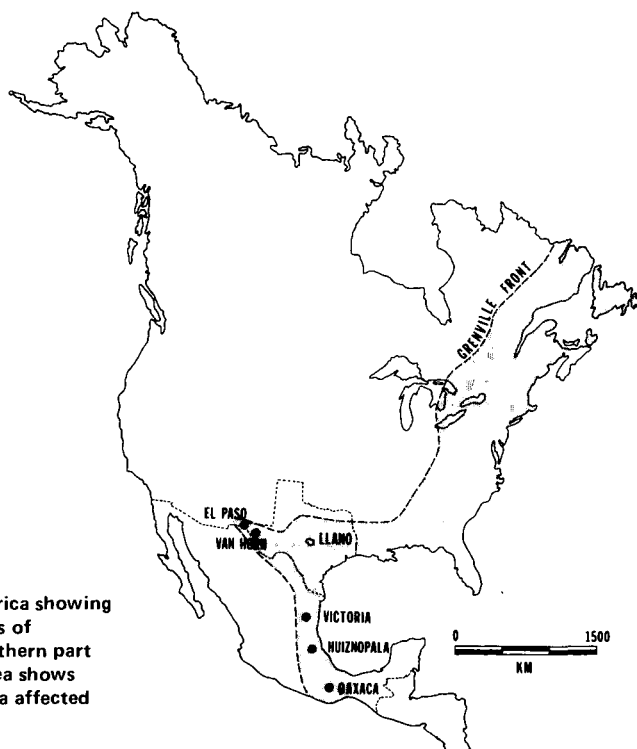 GRENVILLE FRONT
EL PASO
VAN HORN
LLANO
VICTORIA
HUIZNOPALA
OAXACA
0 1500
KM
rica showing
s of
thern part
ea shows
a affected